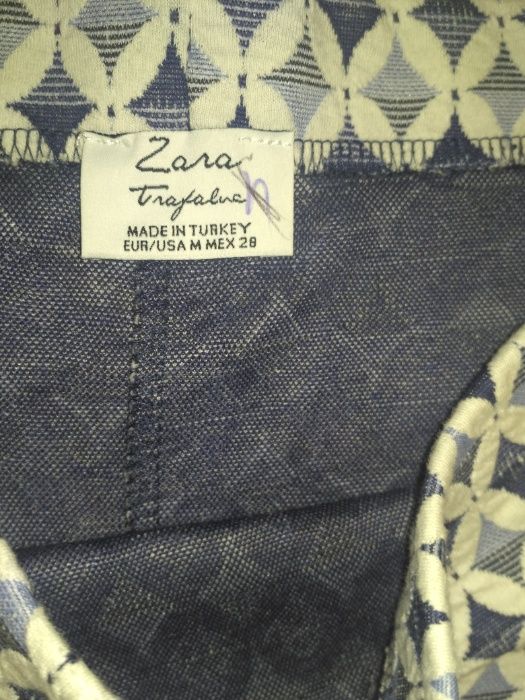 Zara
Trafaluc
MADE IN TURKEY
EUR/USA M MEX 28